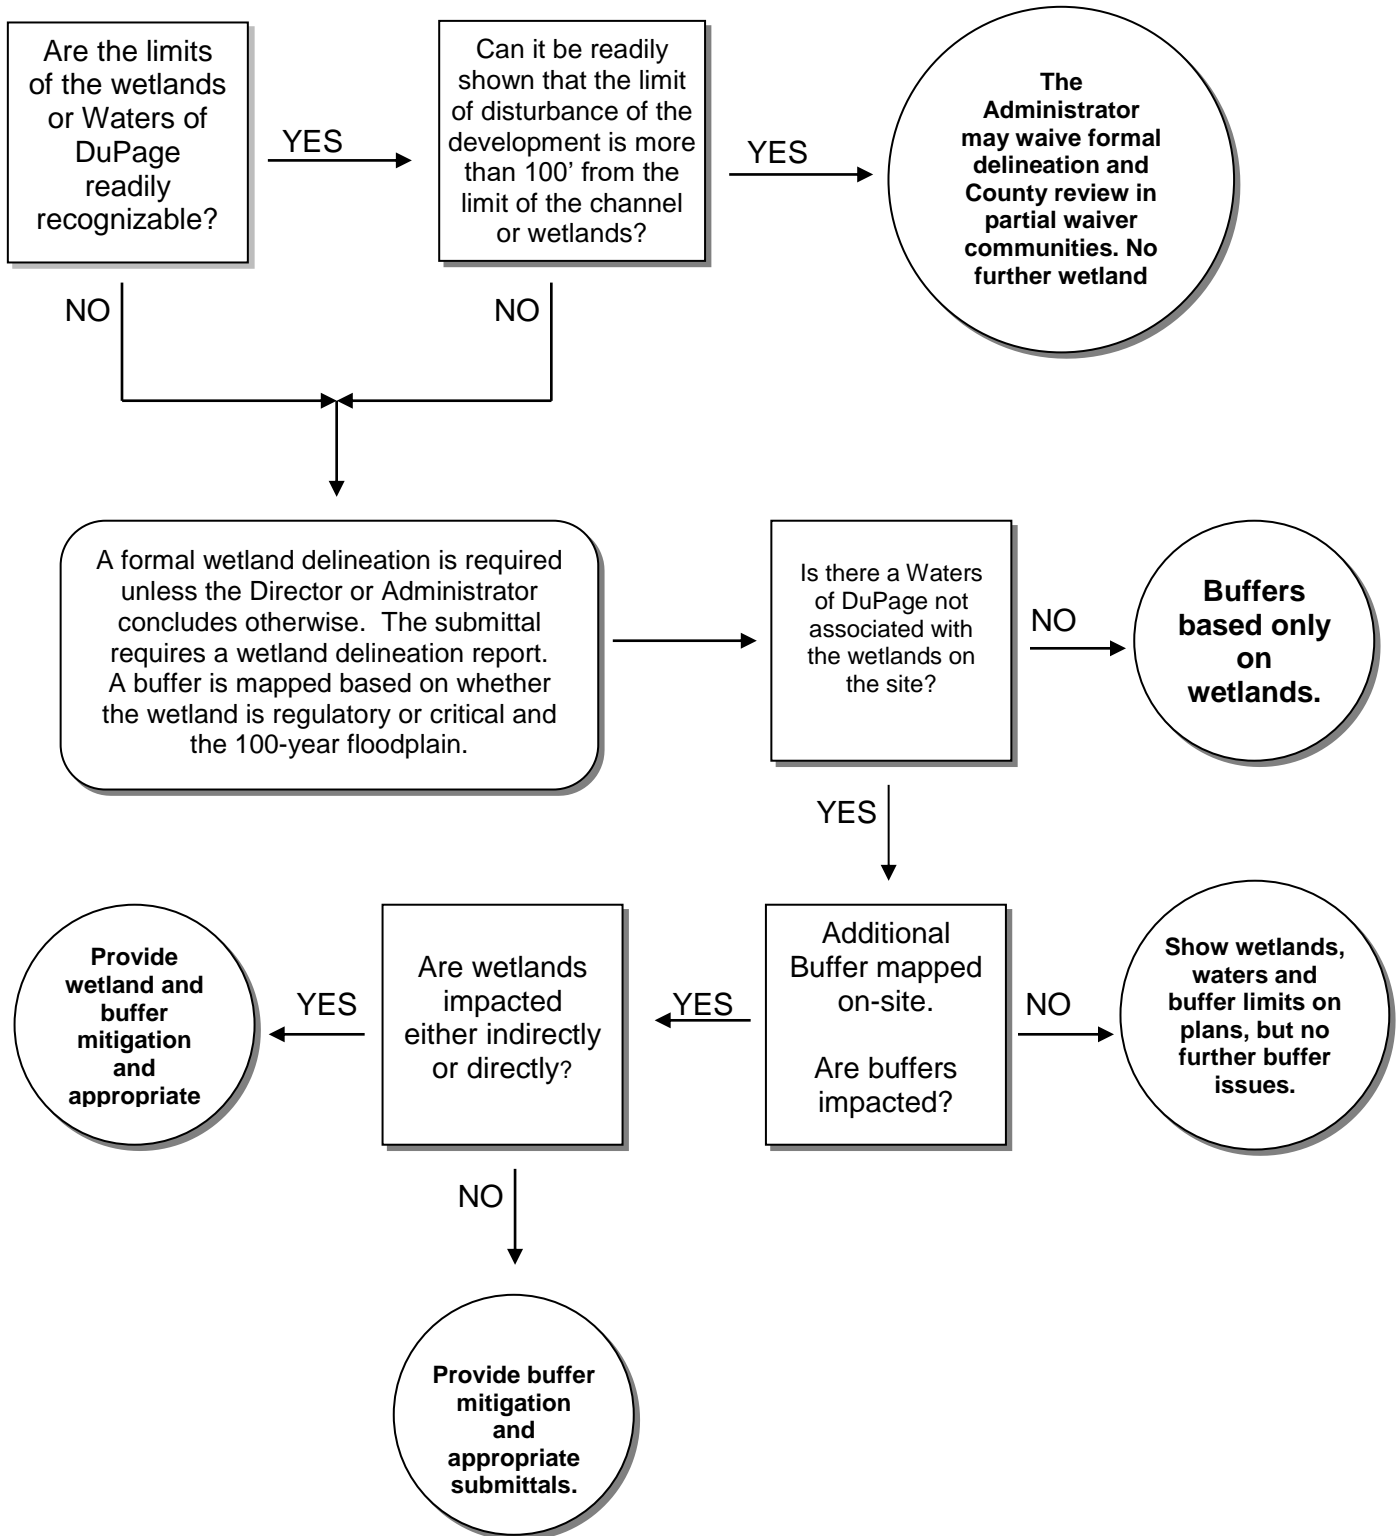 Are the limits
of the wetlands
or Waters of
DuPage
readily
recognizable?
YES
Can it be readily
shown that the limit
of disturbance of the
development is more
than 100’ from the
limit of the channel
or wetlands?
YES
The
Administrator
may waive formal
delineation and
County review in
partial waiver
communities. No
further wetland
NO
NO
A formal wetland delineation is required
unless the Director or Administrator
concludes otherwise.  The submittal
requires a wetland delineation report.
A buffer is mapped based on whether
the wetland is regulatory or critical and
the 100-year floodplain.
Is there a Waters
of DuPage not
associated with
the wetlands on
the site?
NO
Buffers
based only
on
wetlands.
YES
Additional
Buffer mapped
on-site.
Are buffers
impacted?
NO
Show wetlands,
waters and
buffer limits on
plans, but no
further buffer
issues.
YES
Are wetlands
impacted
either indirectly
or directly?
YES
Provide
wetland and
buffer
mitigation
and
appropriate
NO
Provide buffer
mitigation
and
appropriate
submittals.